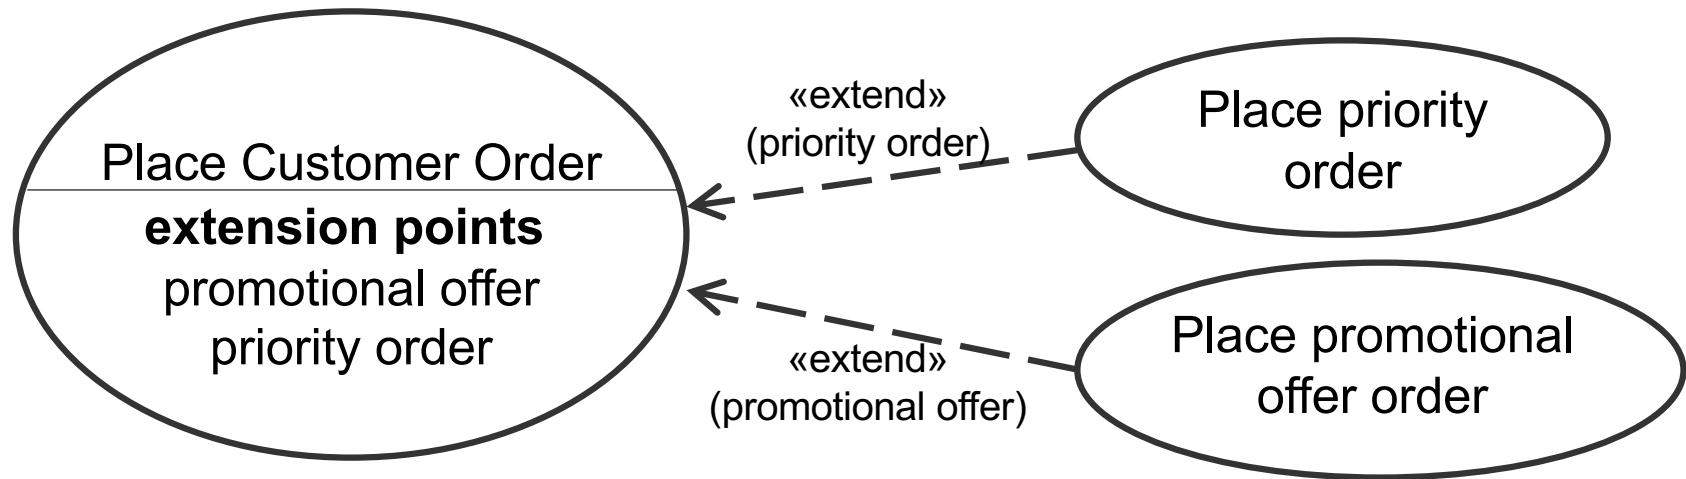 Place Customer Order
extension points
promotional offer
priority order
«extend»
(priority order)
Place priority
order
«extend»
(promotional offer)
Place promotional
offer order